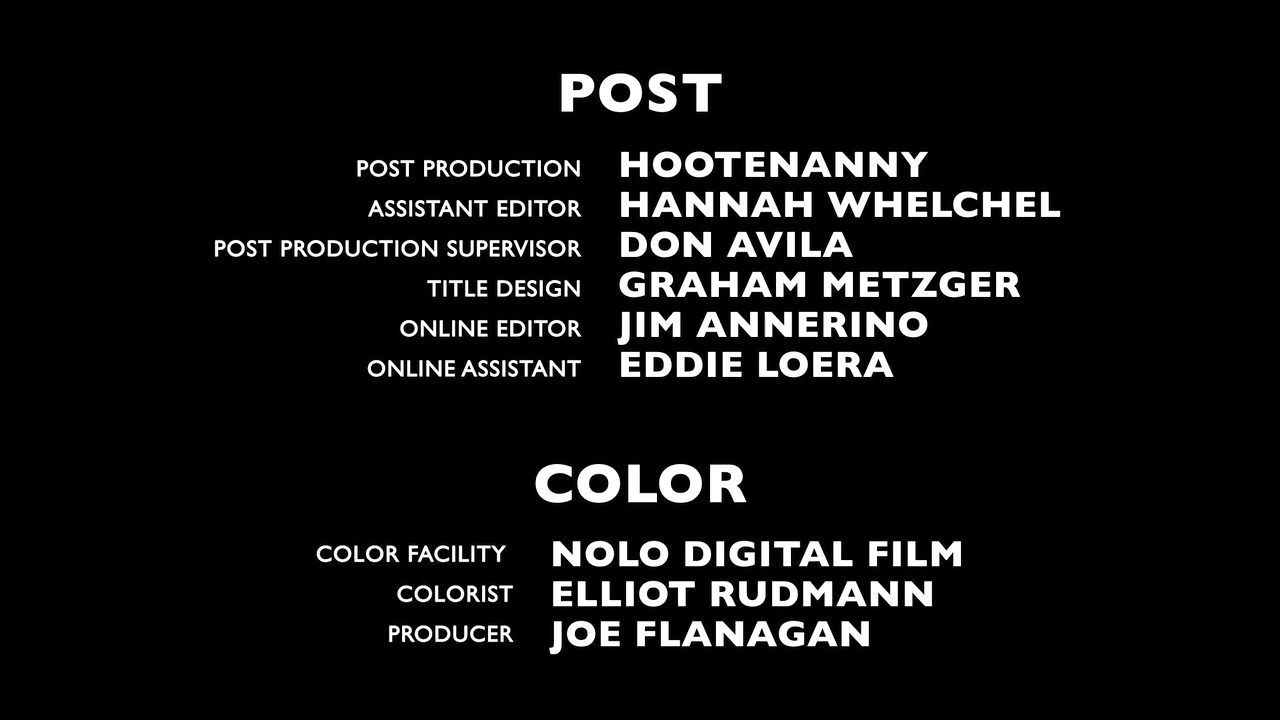 POST
POST PRODUCTION HOOTENANNY
ASSISTANT EDITOR HANNAH WHELCHEL
POST PRODUCTION SUPERVISOR DON AVILA
TITLE DESIGN GRAHAM METZGER
ONLINE EDITOR JIM ANNERINO
ONLINE ASSISTANT EDDIE LOERA
COLOR
COLOR FACILITY NOLO DIGITAL FILM
COLORIST ELLIOT RUDMANN
PRODUCER JOE FLANAGAN